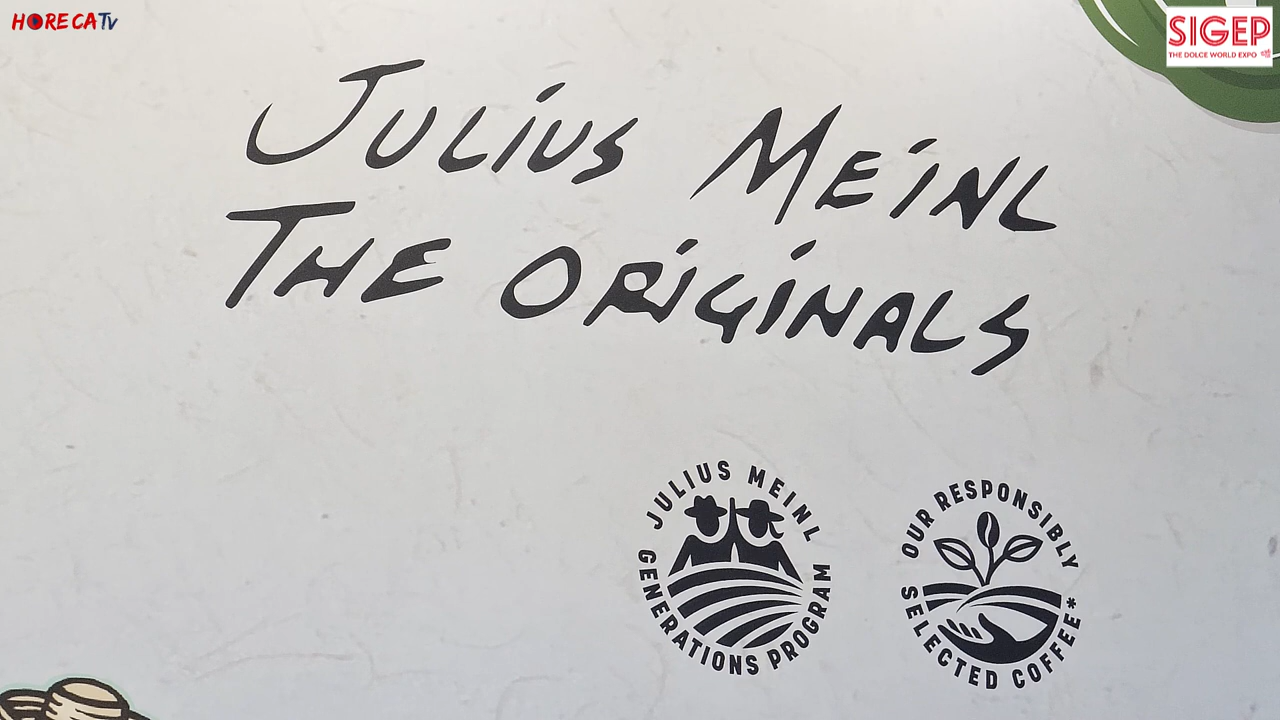 HORECATv
SIGEP
THE DOLCE WORLD EXPO
JULiUS MEiNL
THE ORiGiNALS
JULIUS MEINL
GENERATIONS PROGRAM
OUR RESPONSIBLY
SELECTED COFFEE*